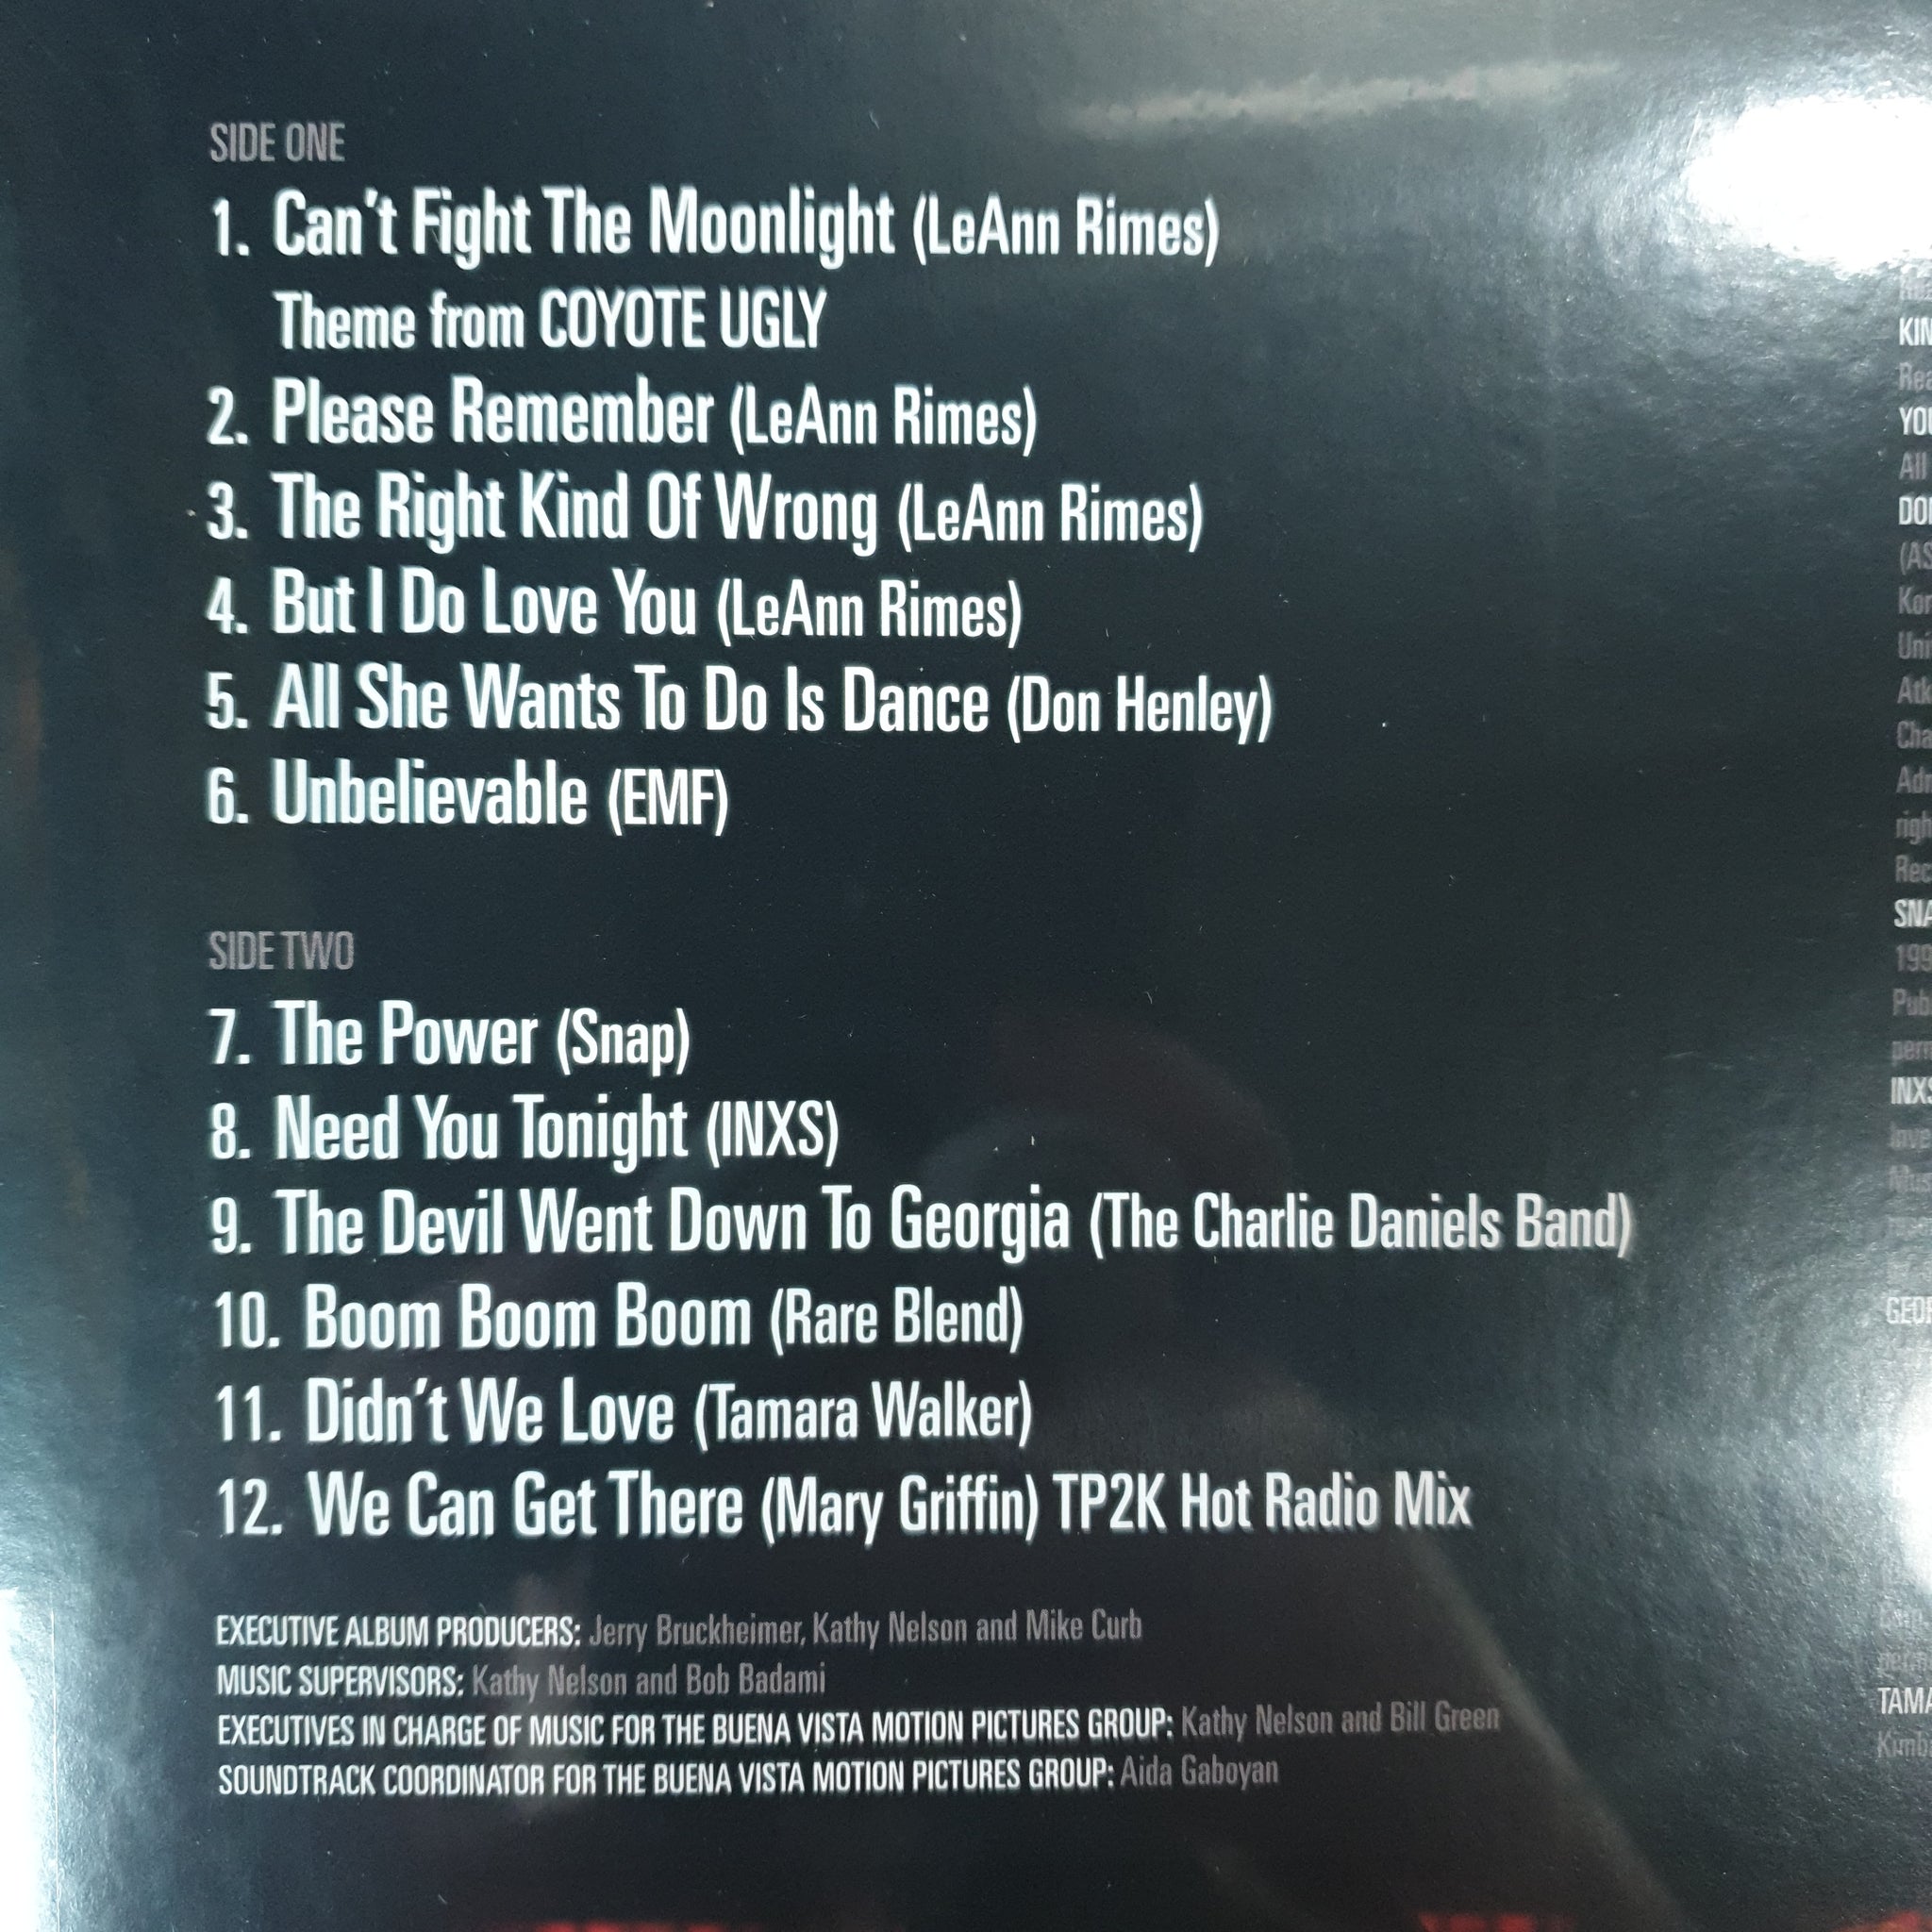 SIDE ONE
1. Can't Fight The Moonlight (LeAnn Rimes)
Theme from COYOTE UGLY
2. Please Remember (LeAnn Rimes)
3. The Right Kind Of Wrong (LeAnn Rimes)
4. But I Do Love You (LeAnn Rimes)
5. All She Wants To Do Is Dance (Don Henley)
6. Unbelievable (EMF)
SIDE TWO
7. The Power (Snap)
8. Need You Tonight (INXS)
9. The Devil Went Down To Georgia (The Charlie Daniels Band)
10. Boom Boom Boom (Rare Blend)
11. Didn't We Love (Tamara Walker)
12. We Can Get There (Mary Griffin) TP2K Hot Radio Mix
EXECUTIVE ALBUM PRODUCERS: Jerry Bruckheimer, Kathy Nelson and Mike Curb
MUSIC SUPERVISORS: Kathy Nelson and Bob Badami
EXECUTIVES IN CHARGE OF MUSIC FOR THE BUENA VISTA MOTION PICTURES GROUP: Kathy Nelson and Bill Green
SOUNDTRACK COORDINATOR FOR THE BUENA VISTA MOTION PICTURES GROUP: Aida Gaboyan
All
INXS